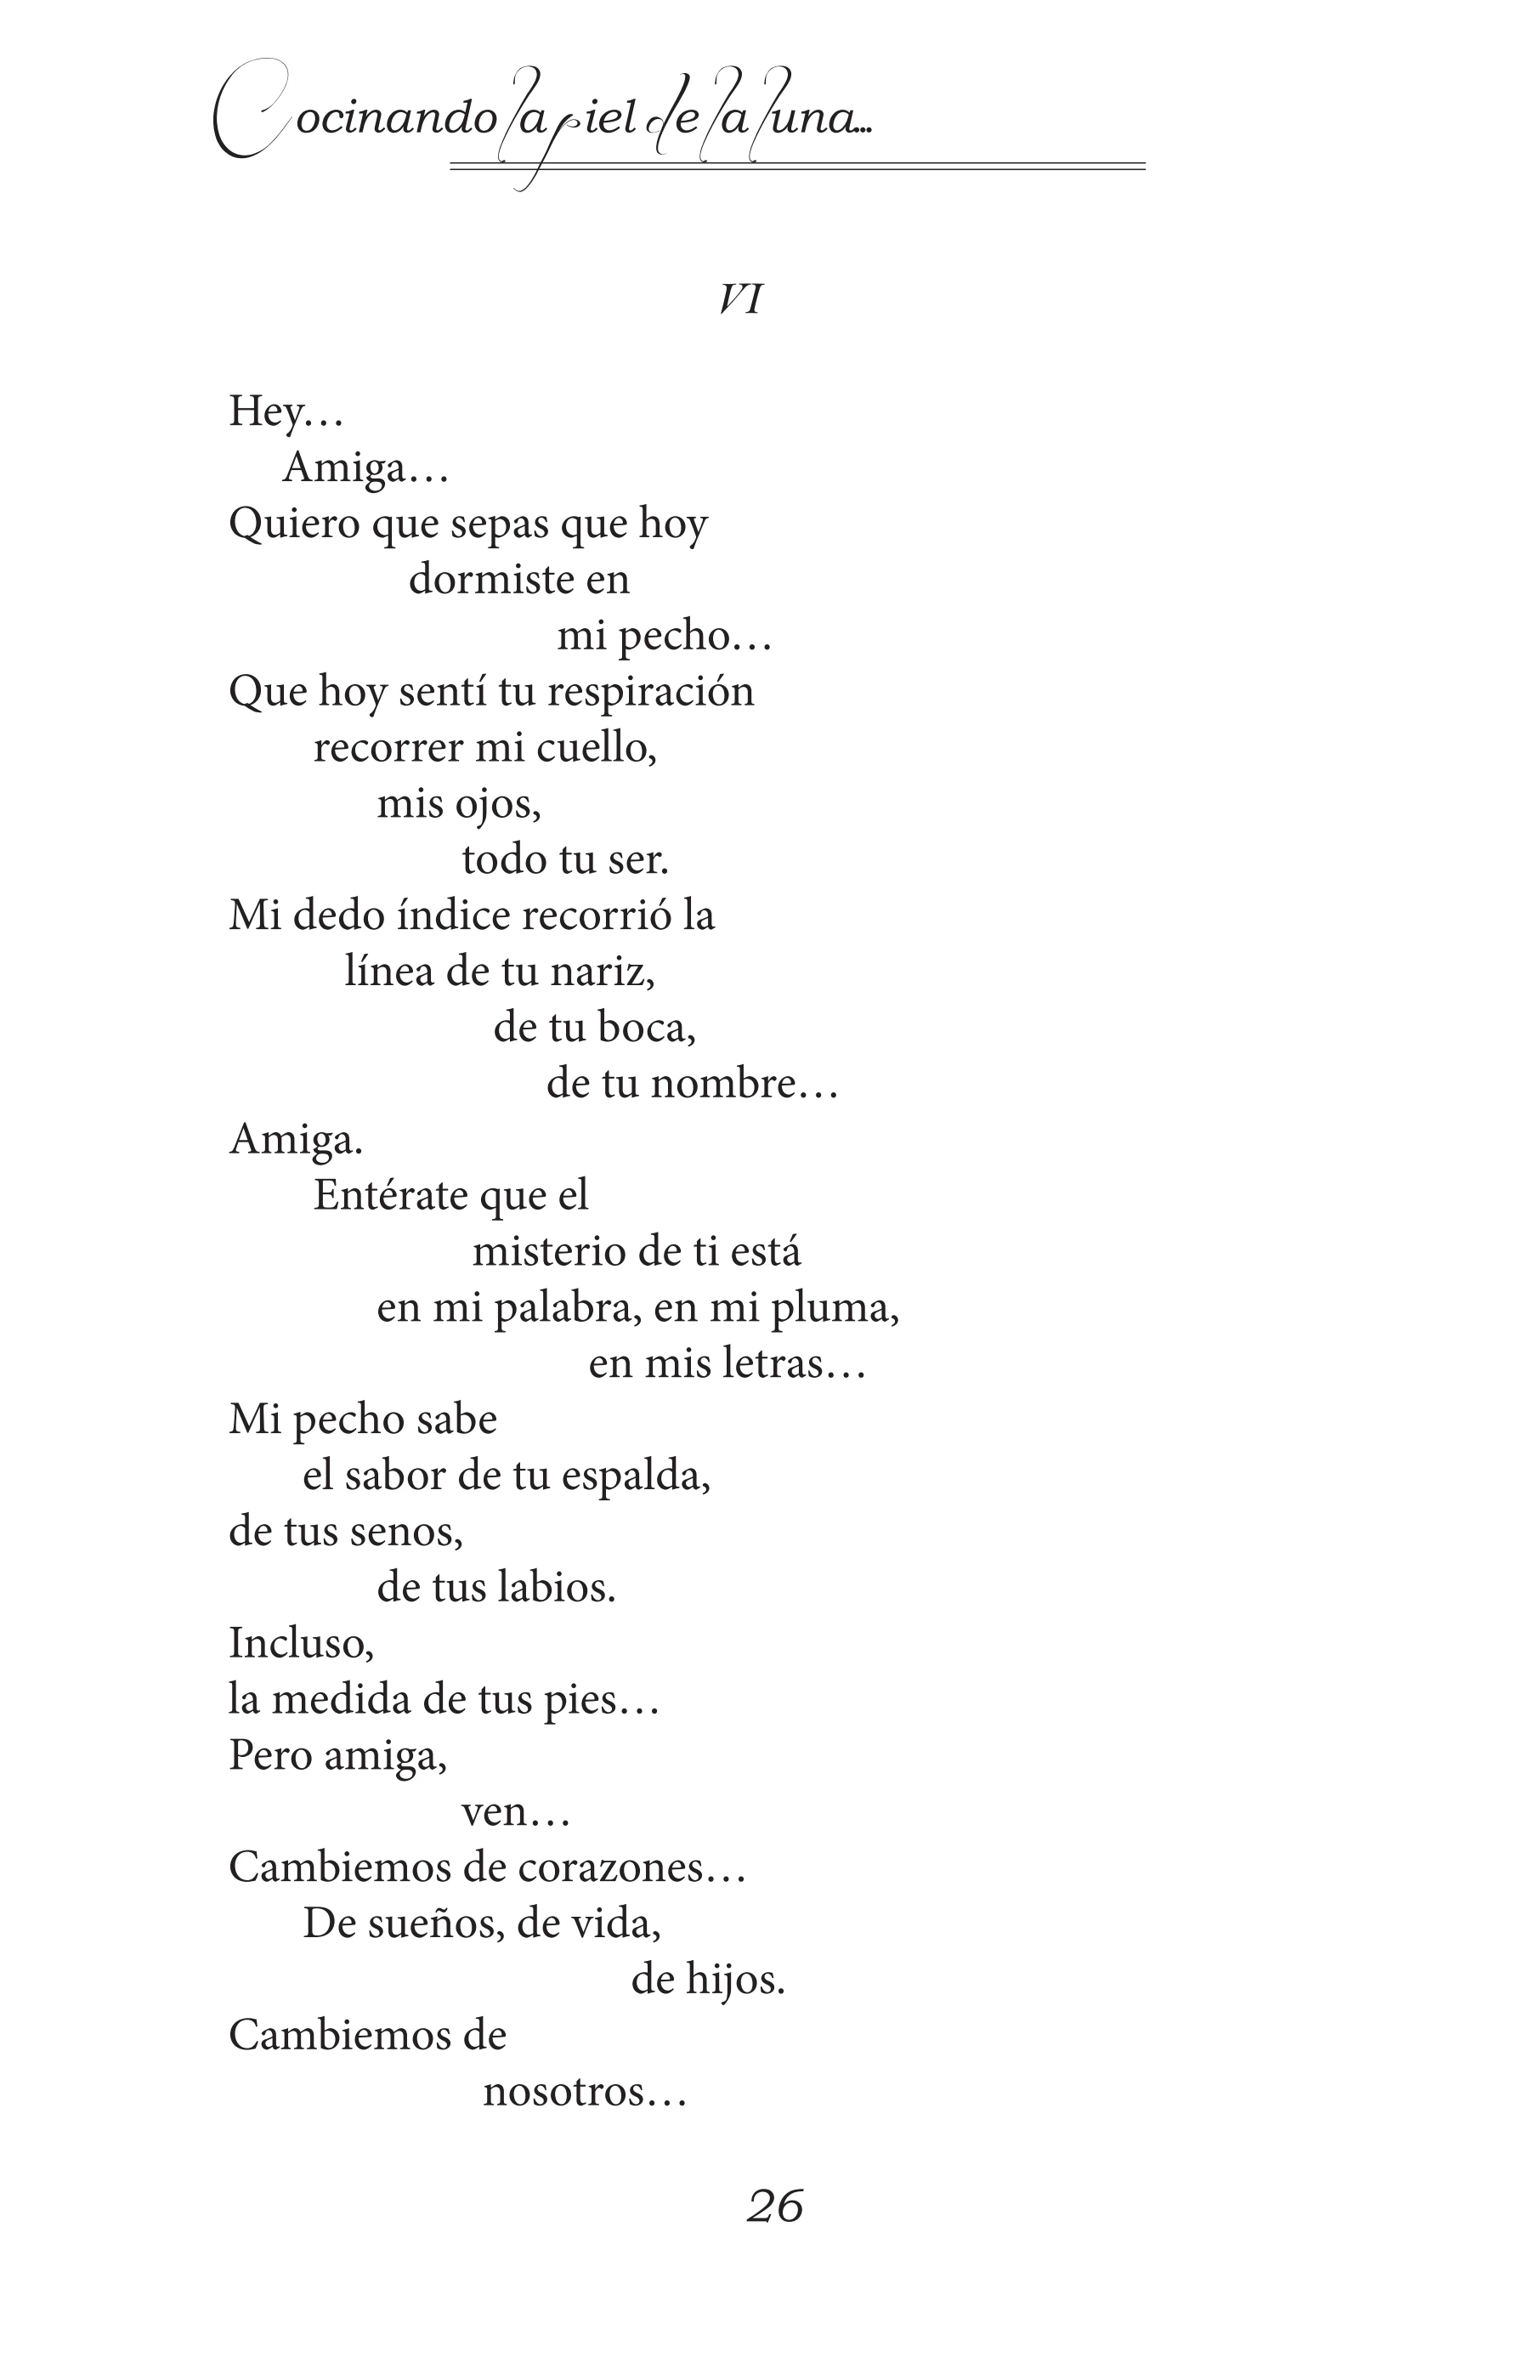 Cocinando la piel de la luna...
VI
Hey…
Amiga…
Quiero que sepas que hoy
dormiste en
mi pecho…
Que hoy sentí tu respiración
recorrer mi cuello,
mis ojos,
todo tu ser.
Mi dedo índice recorrió la
línea de tu nariz,
de tu boca,
de tu nombre…
Amiga.
Entérate que el
misterio de ti está
en mi palabra, en mi pluma,
en mis letras…
Mi pecho sabe
el sabor de tu espalda,
de tus senos,
de tus labios.
Incluso,
la medida de tus pies…
Pero amiga,
ven…
Cambiemos de corazones…
De sueños, de vida,
de hijos.
Cambiemos de
nosotros…
26